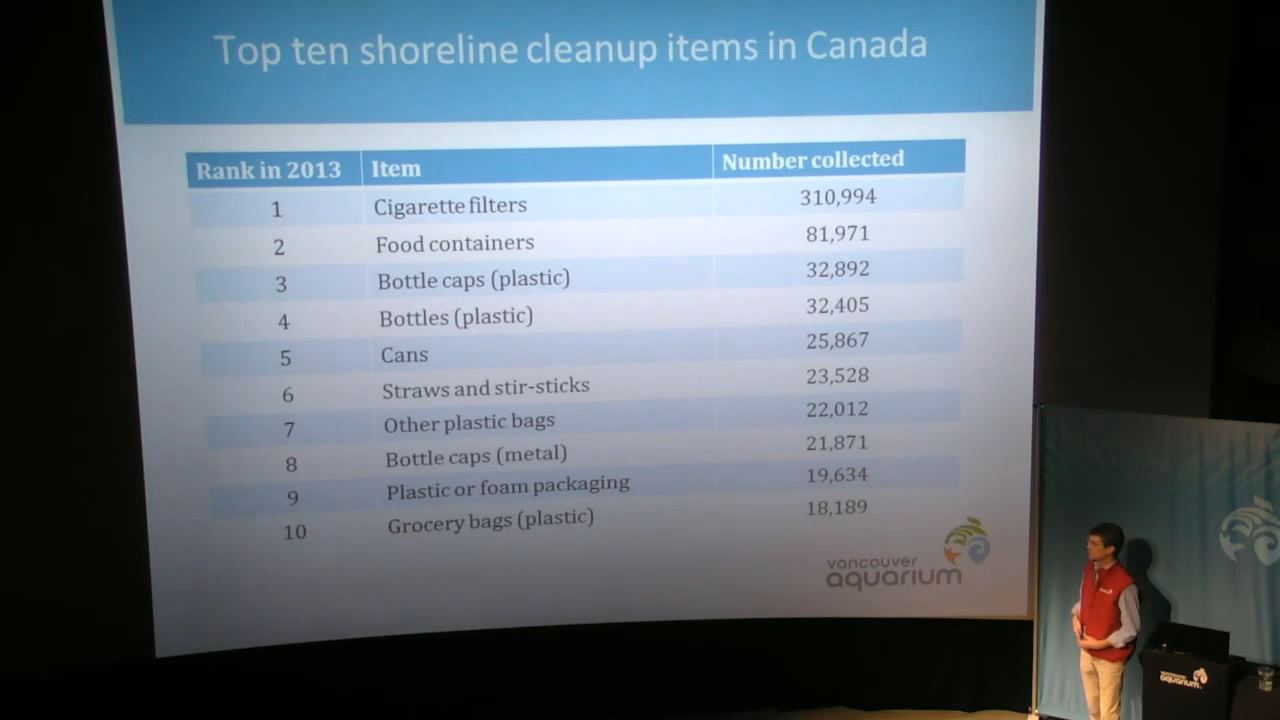 Top ten shoreline cleanup items in Canada
Rank in 2013 Item Number collected
1 Cigarette filters 310,994
2 Food containers 81,971
3 Bottle caps (plastic) 32,892
4 Bottles (plastic) 32,405
5 Cans 25,867
6 Straws and stir-sticks 23,528
7 Other plastic bags 22,012
8 Bottle caps (metal) 21,871
9 Plastic or foam packaging 19,634
10 Grocery bags (plastic) 18,189
vancouver
aquarium
vancouver
aquarium